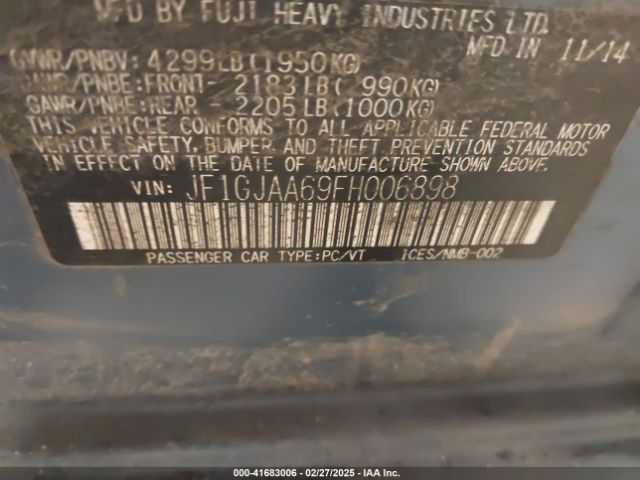 MFD BY FUJI HEAVY INDUSTRIES LTD.
MFD IN 11/14
GVWR/PNBV: 4299LB(1950KG)
GAWR/PNBE:FRONT- 2183LB( 990KG)
GAWR/PNBE:REAR - 2205LB(1000KG)
THIS VEHICLE CONFORMS TO ALL APPLICABLE FEDERAL MOTOR
VEHICLE SAFETY, BUMPER AND THEFT PREVENTION STANDARDS
IN EFFECT ON THE DATE OF MANUFACTURE SHOWN ABOVE.
VIN: JF1GJAA69FH006898
PASSENGER CAR TYPE:PC/VT ICES/NMB-002
000-41683006 / 02/27/2025 - IAA, Inc.